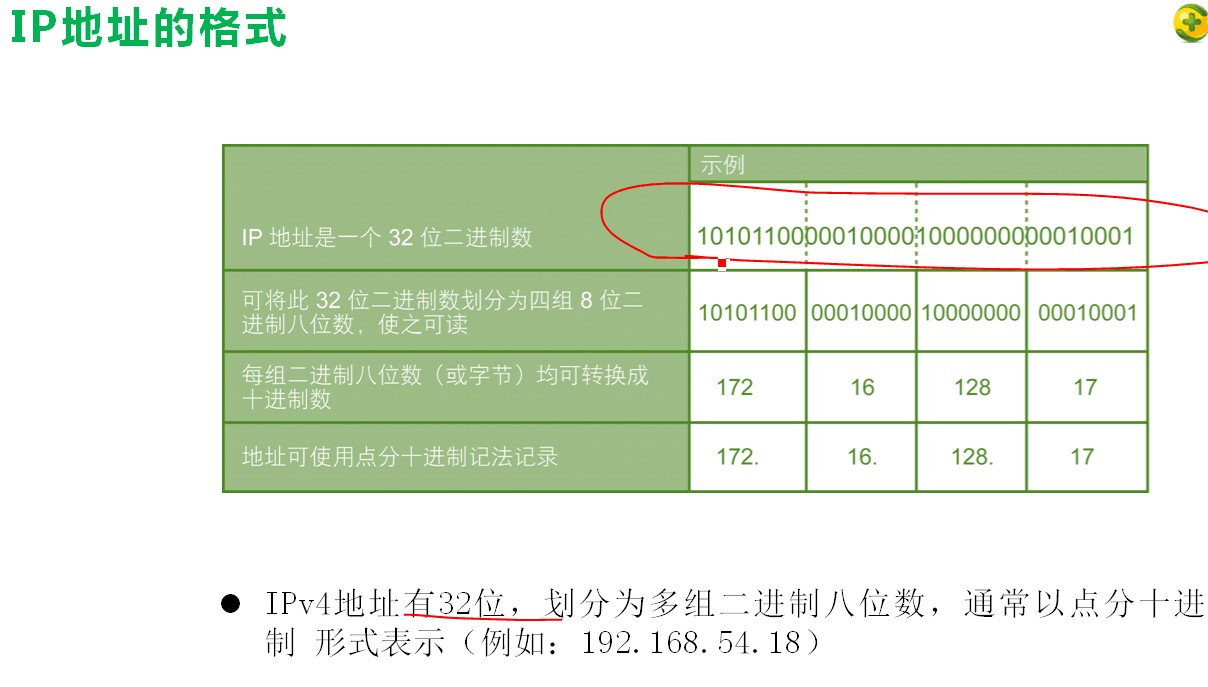 IP地址的格式
示例
IP 地址是一个 32 位二进制数
10101100000100001000000000010001
可将此 32 位二进制数划分为四组 8 位二
进制八位数，使之可读
10101100 00010000 10000000 00010001
每组二进制八位数（或字节）均可转换成
十进制数
172 16 128 17
地址可使用点分十进制记法记录
172. 16. 128. 17
● IPv4地址有32位，划分为多组二进制八位数，通常以点分十进
制 形式表示（例如：192.168.54.18）